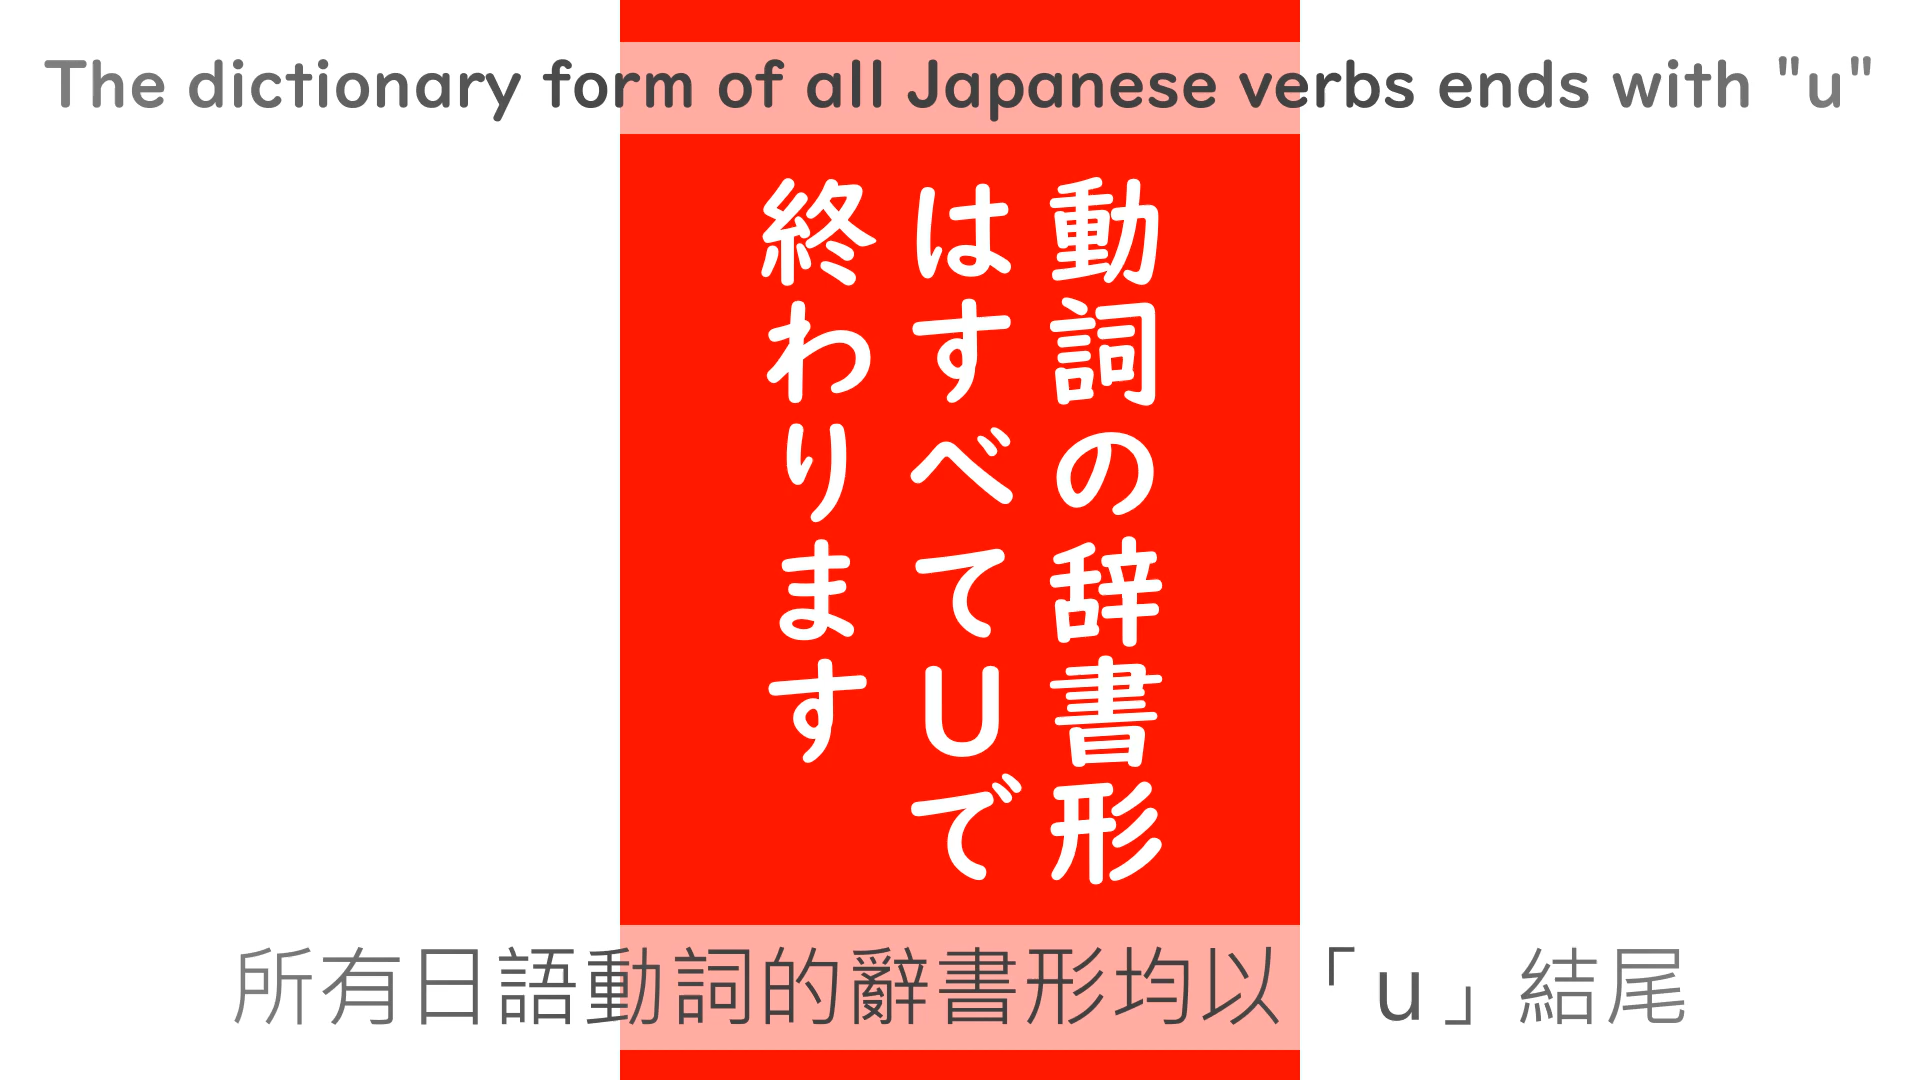 The dictionary form of all Japanese verbs ends with "u"
動詞の辞書形
はすべてUで
終わります
所有日語動詞的辭書形均以「u」結尾